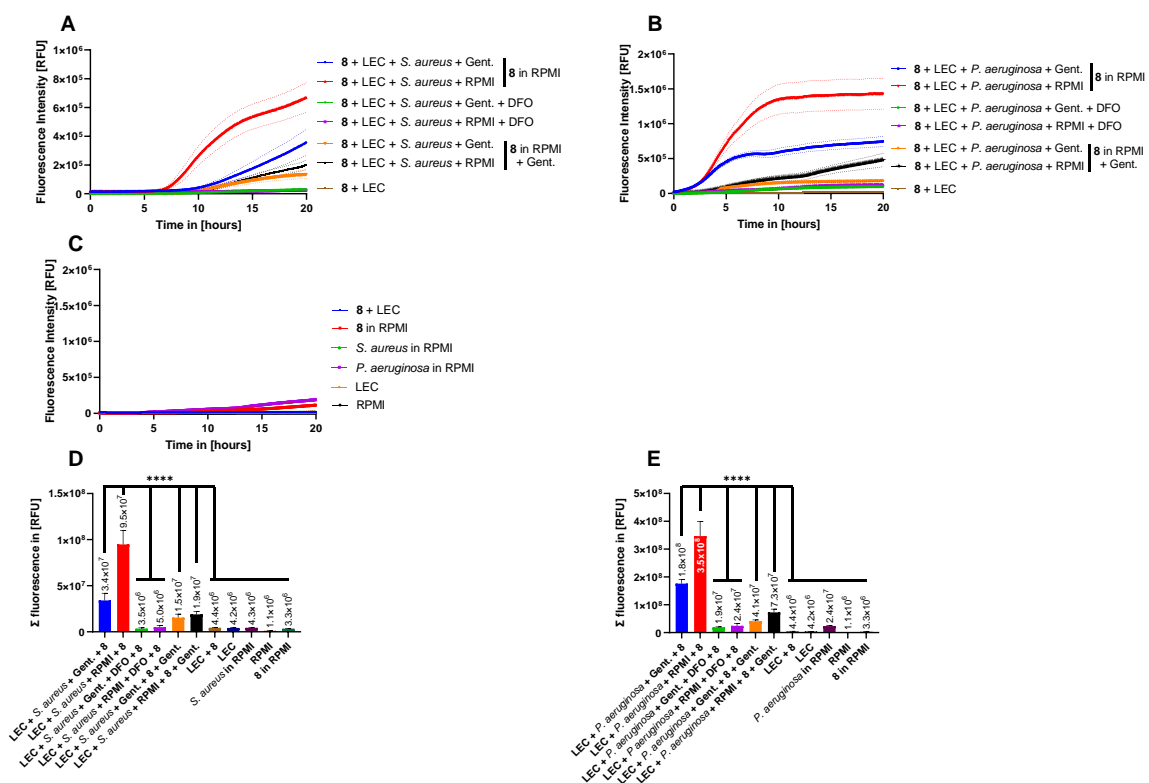 A
Fluorescence Intensity [RFU]
1×10⁶
8×10⁵
6×10⁵
4×10⁵
2×10⁵
0
0 5 10 15 20
Time in [hours]
8 + LEC + S. aureus + Gent.
8 + LEC + S. aureus + RPMI
8 in RPMI
8 + LEC + S. aureus + Gent. + DFO
8 + LEC + S. aureus + RPMI + DFO
8 + LEC + S. aureus + Gent.
8 + LEC + S. aureus + RPMI
8 in RPMI
+ Gent.
8 + LEC
B
Fluorescence Intensity [RFU]
2×10⁶
1.5×10⁶
1×10⁶
5×10⁵
0
0 5 10 15 20
Time in [hours]
8 + LEC + P. aeruginosa + Gent.
8 + LEC + P. aeruginosa + RPMI
8 in RPMI
8 + LEC + P. aeruginosa + Gent. + DFO
8 + LEC + P. aeruginosa + RPMI + DFO
8 + LEC + P. aeruginosa + Gent.
8 + LEC + P. aeruginosa + RPMI
8 in RPMI
+ Gent.
8 + LEC
C
Fluorescence Intensity [RFU]
2×10⁶
1.5×10⁶
1×10⁶
5×10⁵
0
0 5 10 15 20
Time in [hours]
8 + LEC
8 in RPMI
S. aureus in RPMI
P. aeruginosa in RPMI
LEC
RPMI
D
Σ fluorescence in [RFU]
1.5×10⁸
1×10⁸
5×10⁷
0
****
3.4×10⁷
9.5×10⁷
3.5×10⁶
5.0×10⁶
1.5×10⁷
1.9×10⁷
4.4×10⁶
4.2×10⁶
4.3×10⁶
1.1×10⁶
3.3×10⁶
LEC + S. aureus + Gent. + 8
LEC + S. aureus + RPMI + 8
LEC + S. aureus + Gent. + DFO + 8
LEC + S. aureus + RPMI + DFO + 8
LEC + S. aureus + Gent. + 8 + Gent.
LEC + S. aureus + RPMI + 8 + Gent.
LEC + 8
LEC
S. aureus in RPMI
RPMI
8 in RPMI
E
Σ fluorescence in [RFU]
5×10⁸
4×10⁸
3×10⁸
2×10⁸
1×10⁸
0
****
1.8×10⁸
3.5×10⁸
1.9×10⁷
2.4×10⁷
4.1×10⁷
7.3×10⁷
4.4×10⁶
4.2×10⁶
2.4×10⁷
1.1×10⁶
3.3×10⁶
LEC + P. aeruginosa + Gent. + 8
LEC + P. aeruginosa + RPMI + 8
LEC + P. aeruginosa + Gent. + DFO + 8
LEC + P. aeruginosa + RPMI + DFO + 8
LEC + P. aeruginosa + Gent. + 8 + Gent.
LEC + P. aeruginosa + RPMI + 8 + Gent.
LEC + 8
LEC
P. aeruginosa in RPMI
RPMI
8 in RPMI